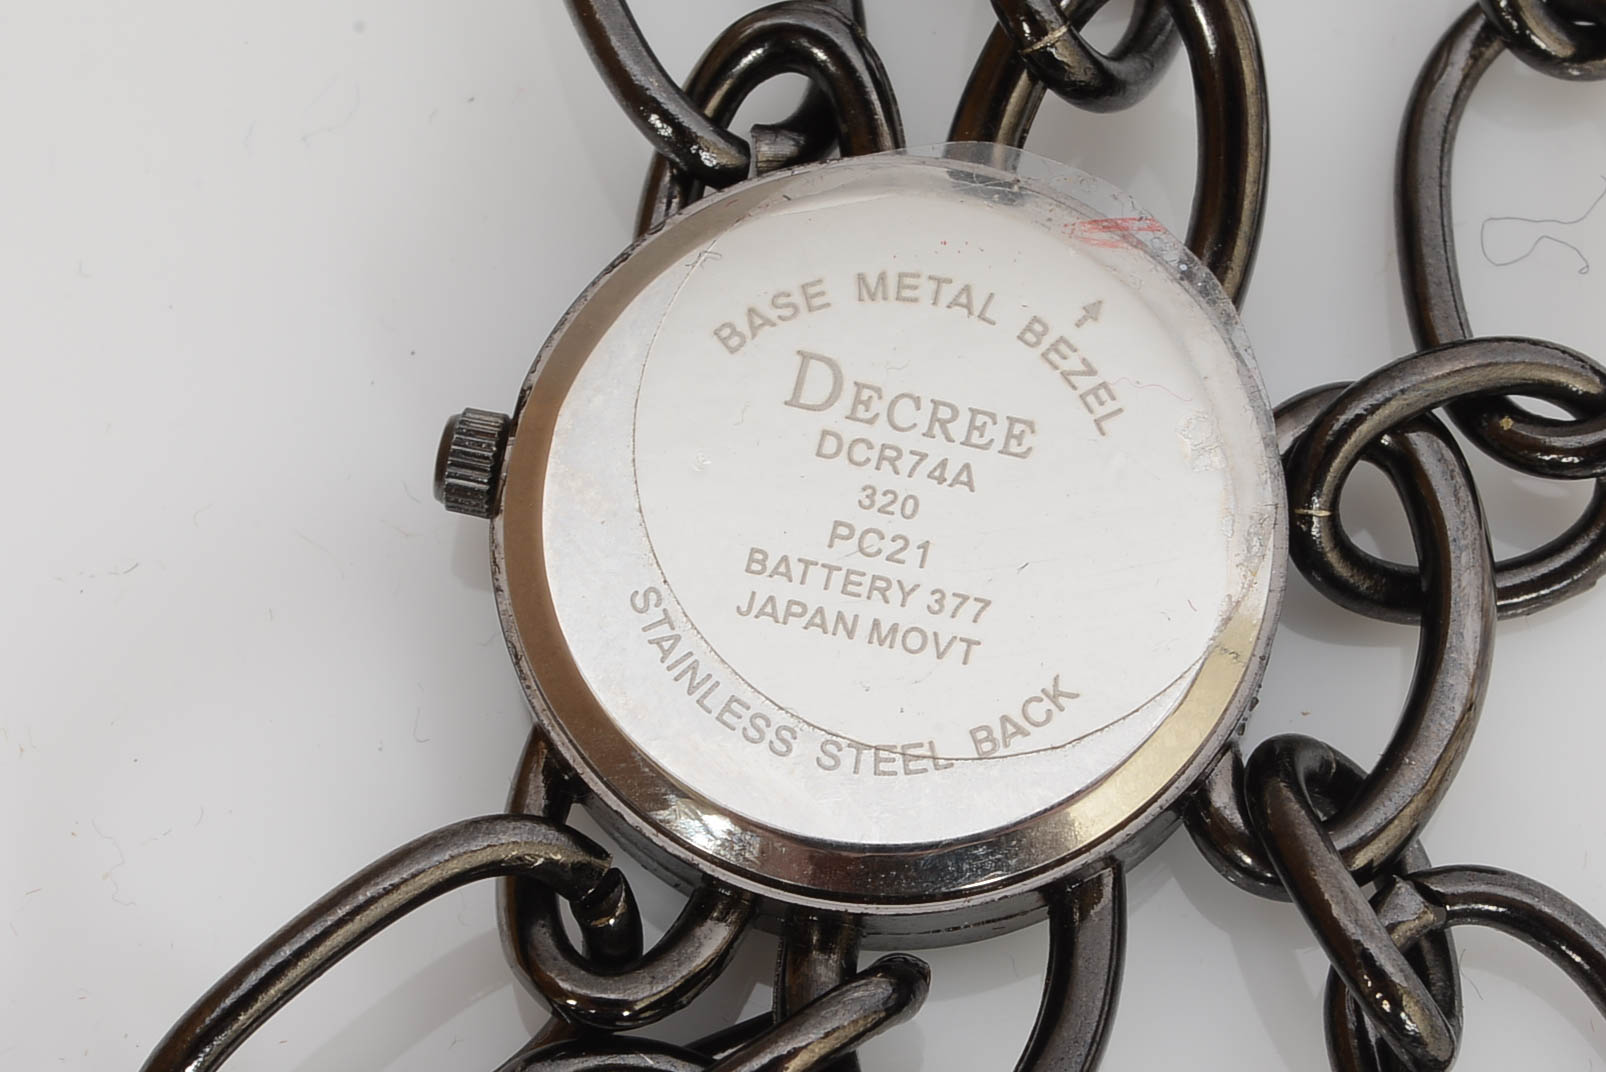 BASE METAL BEZEL
DECREE
DCR74A
320
PC21
BATTERY 377
JAPAN MOVT
STAINLESS STEEL BACK